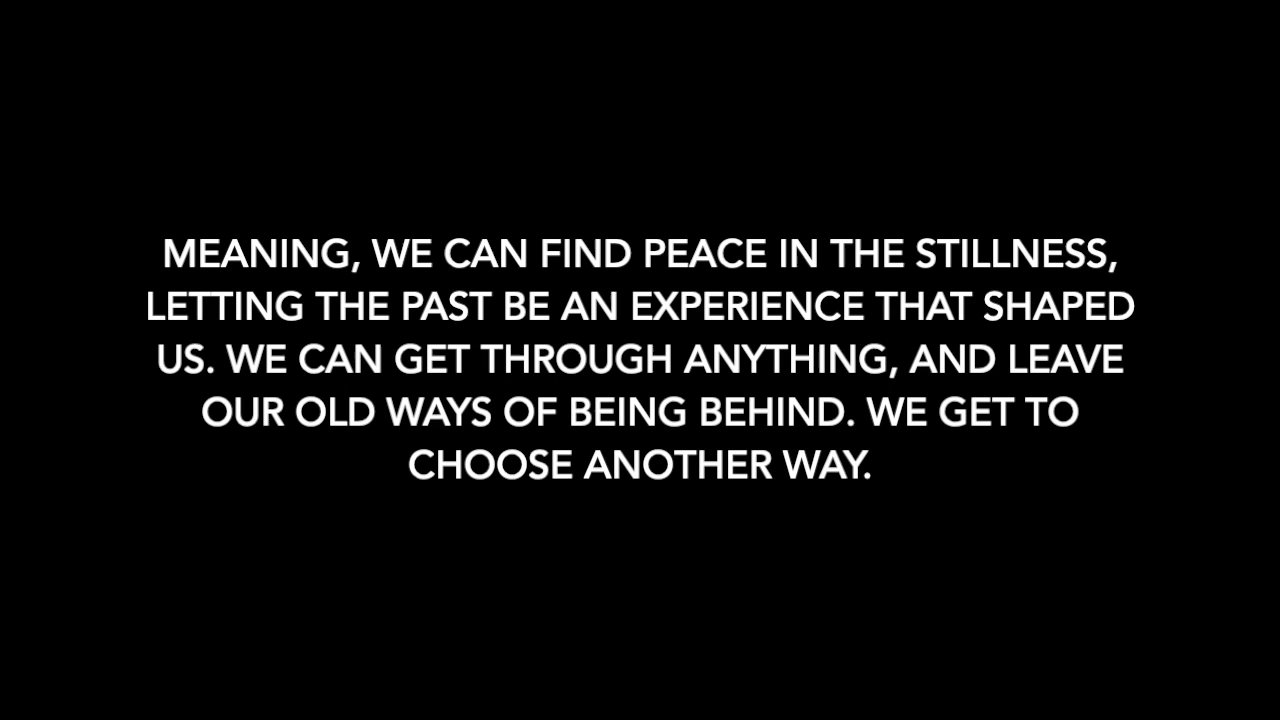 MEANING, WE CAN FIND PEACE IN THE STILLNESS,
LETTING THE PAST BE AN EXPERIENCE THAT SHAPED
US. WE CAN GET THROUGH ANYTHING, AND LEAVE
OUR OLD WAYS OF BEING BEHIND. WE GET TO
CHOOSE ANOTHER WAY.